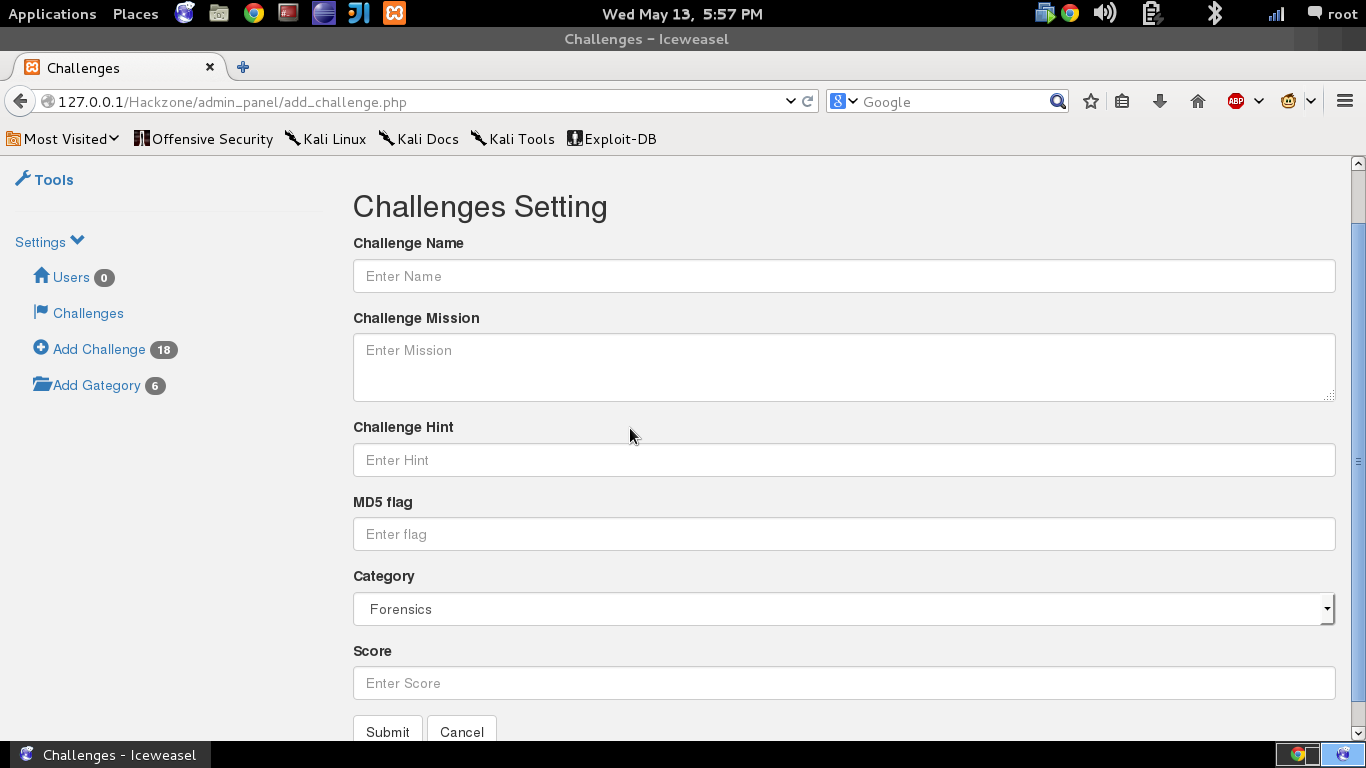 Applications Places Wed May 13, 5:57 PM root
Challenges - Iceweasel
Challenges
127.0.0.1/Hackzone/admin_panel/add_challenge.php Google ABP
Most Visited Offensive Security Kali Linux Kali Docs Kali Tools Exploit-DB
Tools
Settings
Users 0
Challenges
Add Challenge 18
Add Gategory 6
Challenges Setting
Challenge Name
Enter Name
Challenge Mission
Enter Mission
Challenge Hint
Enter Hint
MD5 flag
Enter flag
Category
Forensics
Score
Enter Score
Submit Cancel
Challenges - Iceweasel